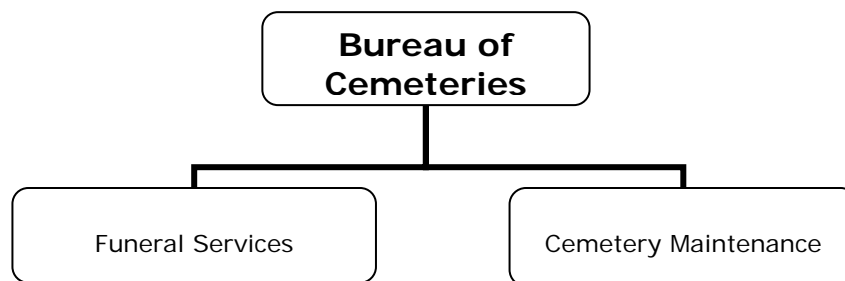 Bureau of
Cemeteries
Funeral Services
Cemetery Maintenance